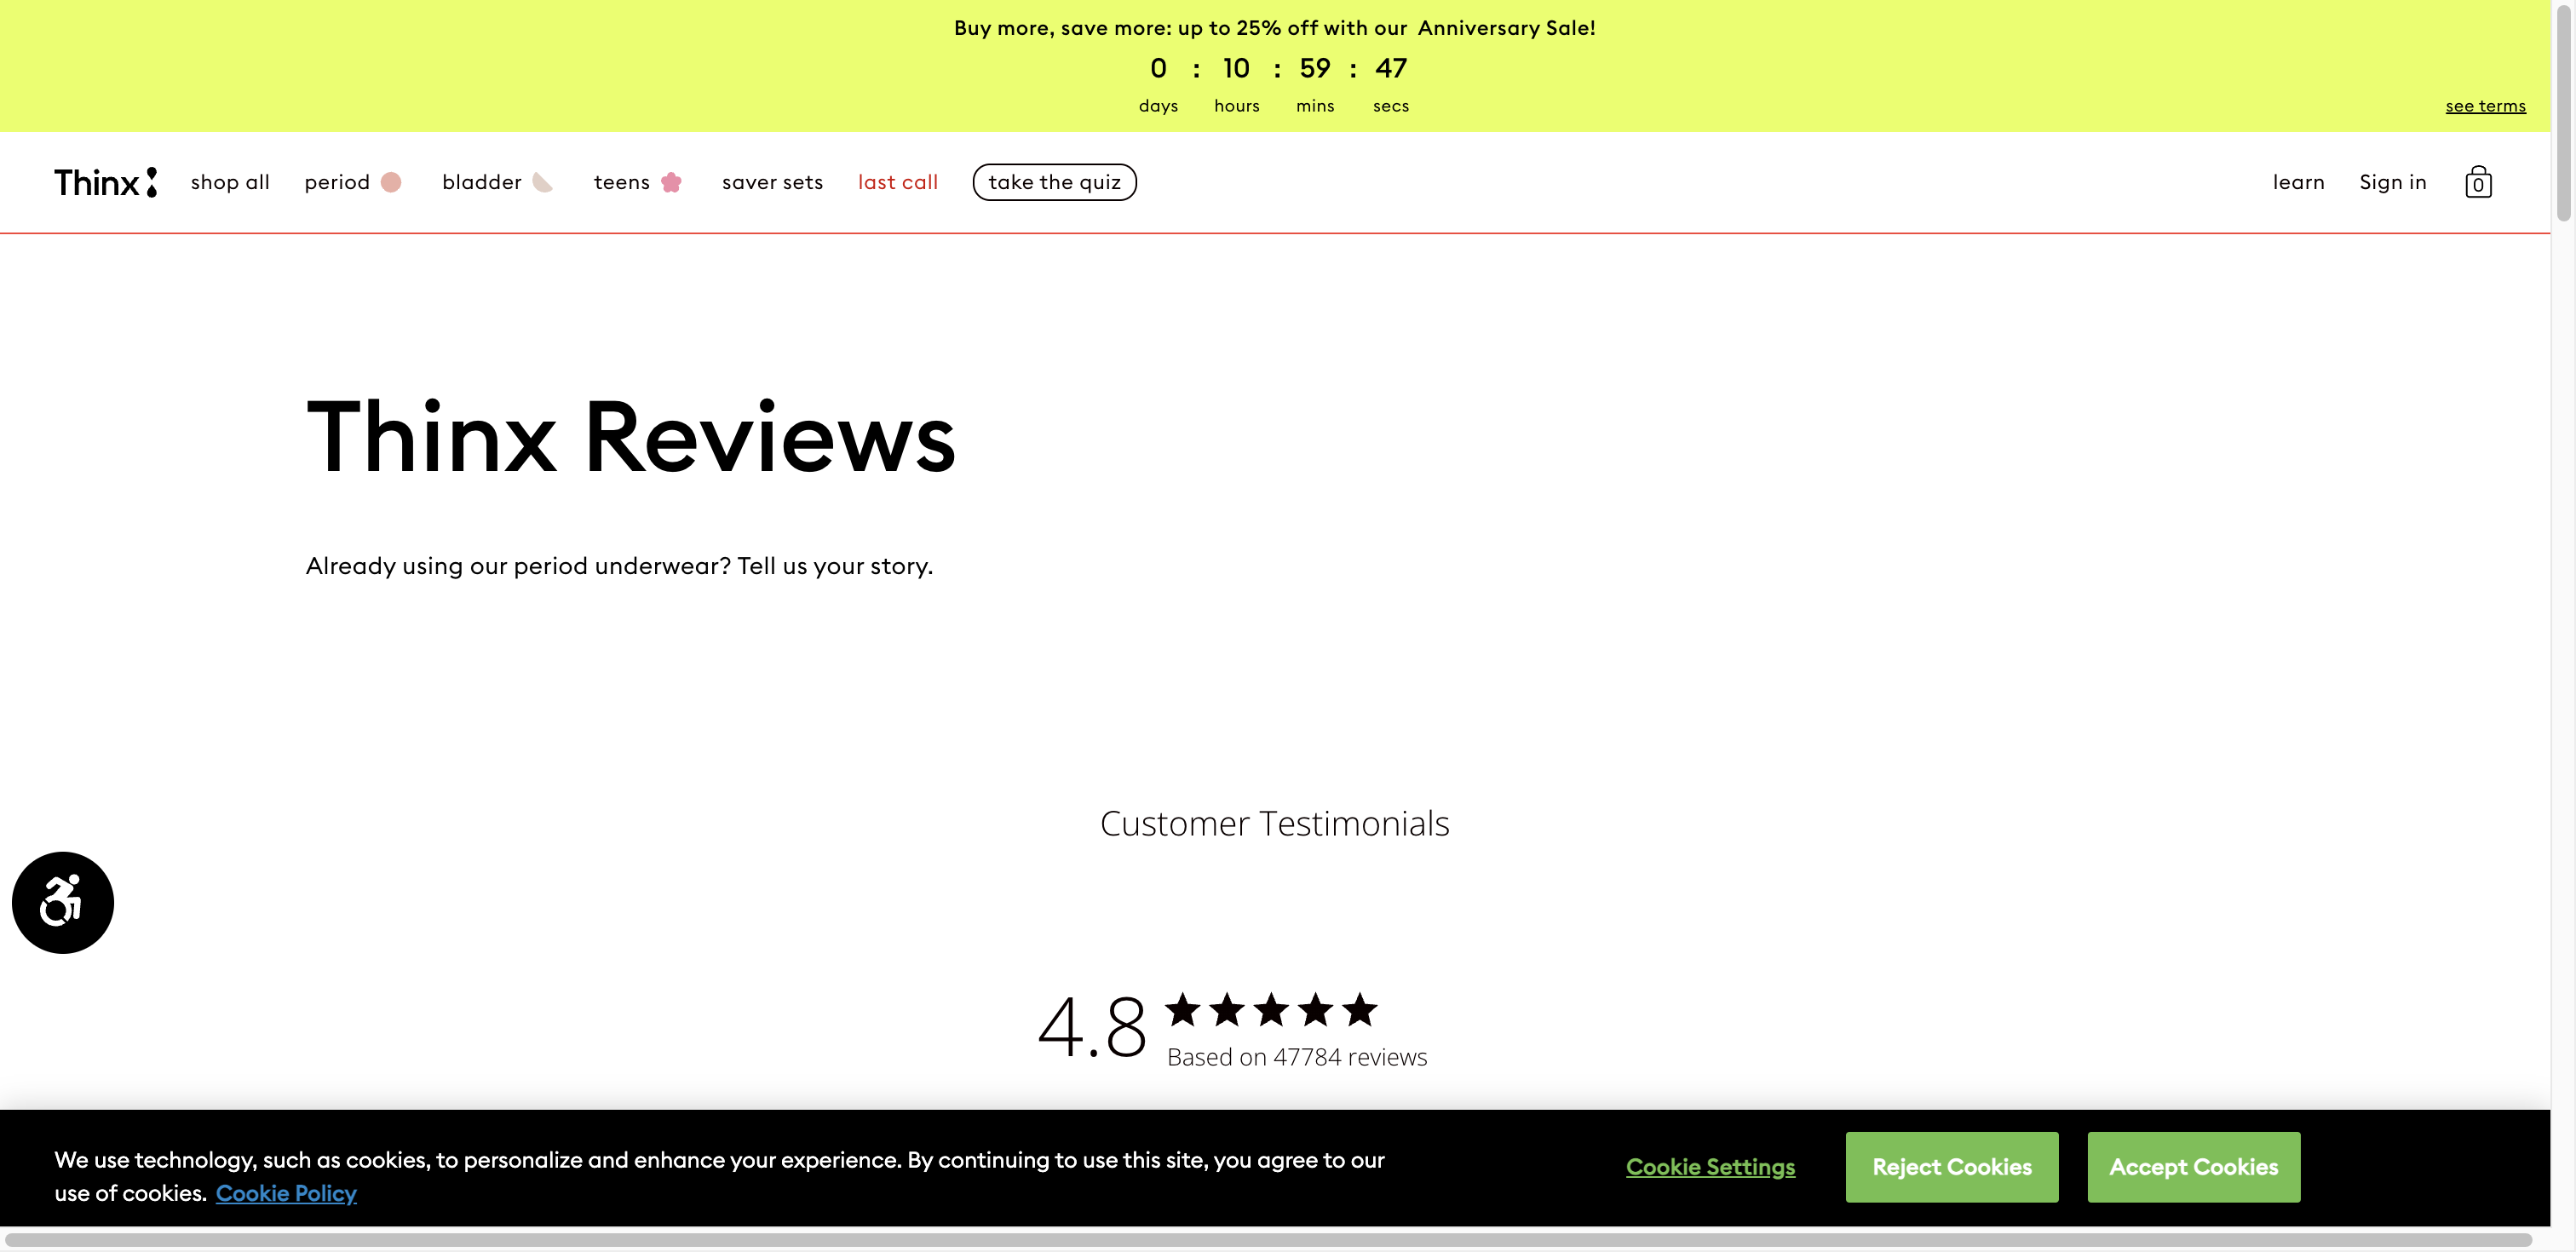 Buy more, save more: up to 25% off with our Anniversary Sale!
0 : 10 : 59 : 47
days hours mins secs
see terms
Thinx shop all period bladder teens saver sets last call take the quiz learn Sign in 0
Thinx Reviews
Already using our period underwear? Tell us your story.
Customer Testimonials
4.8
Based on 47784 reviews
We use technology, such as cookies, to personalize and enhance your experience. By continuing to use this site, you agree to our
use of cookies. Cookie Policy
Cookie Settings
Reject Cookies
Accept Cookies